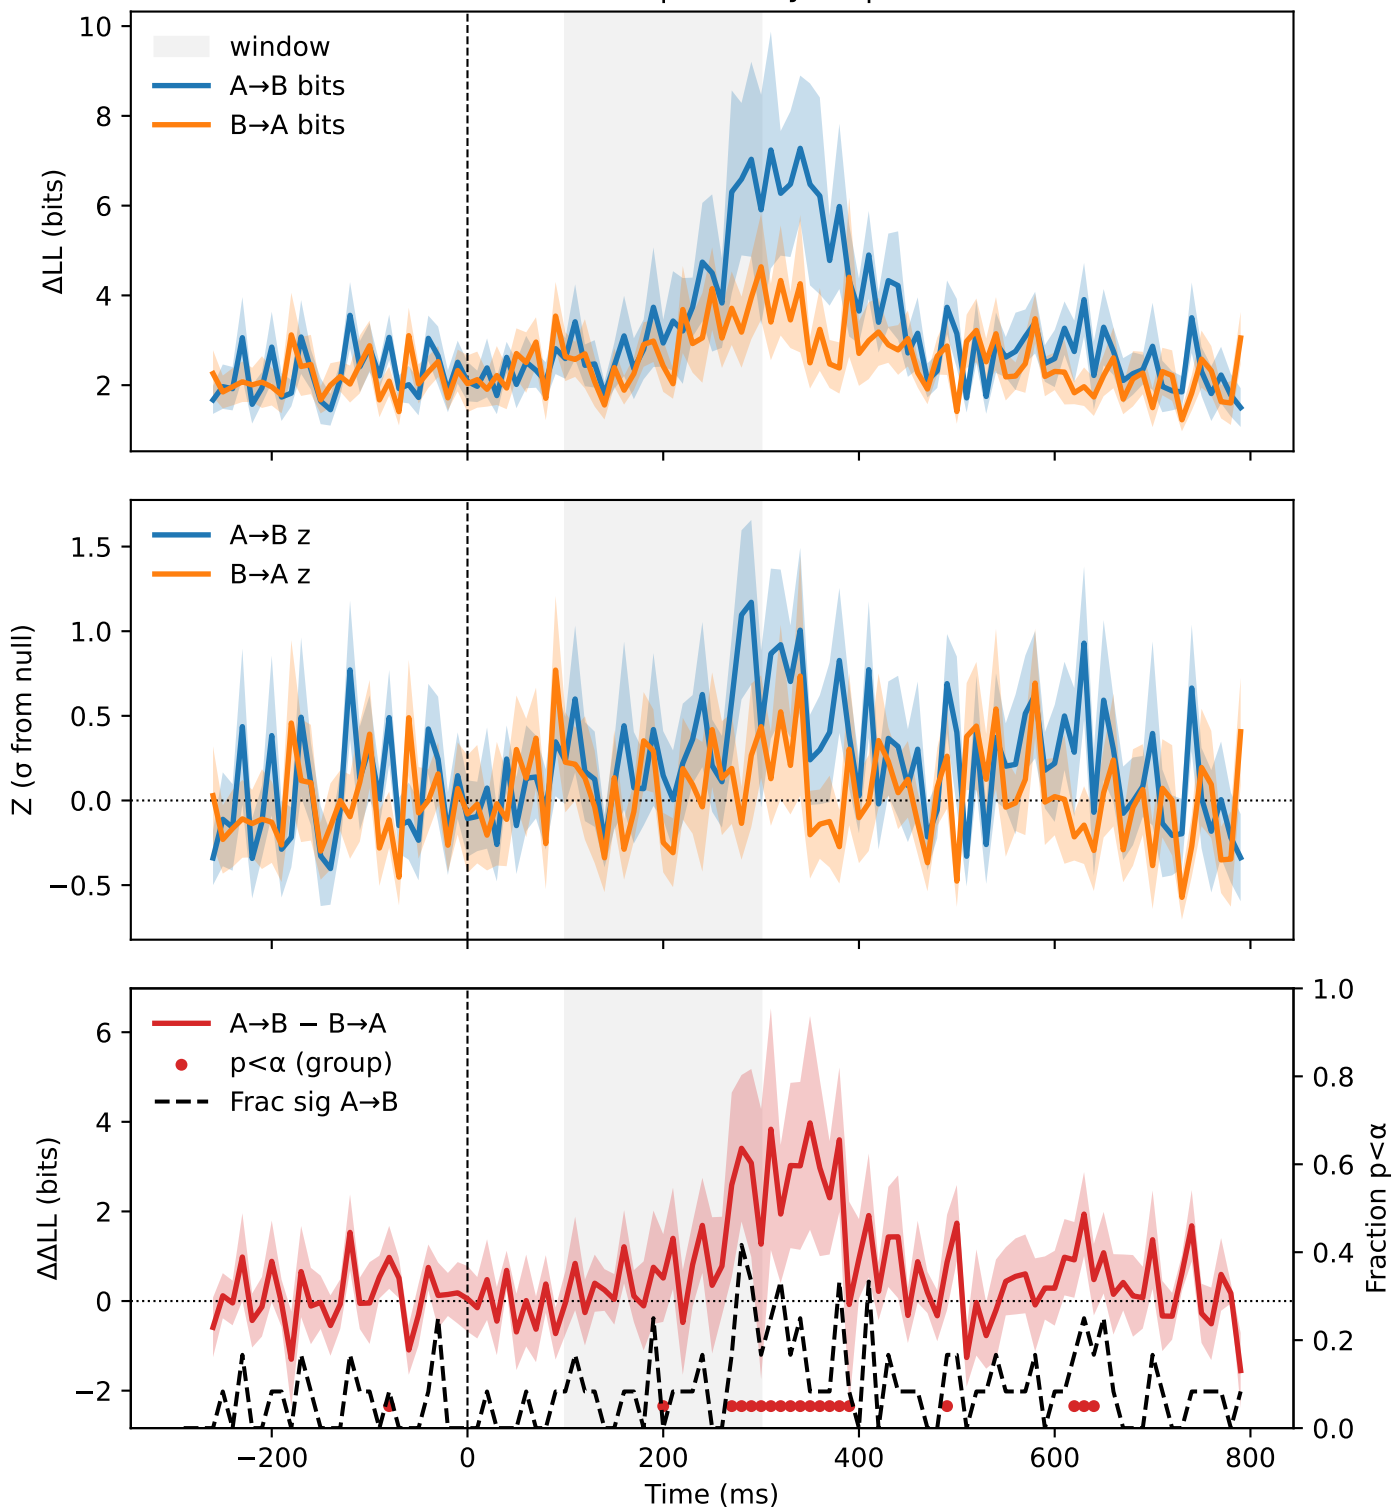 10
8
6
4
2
ΔLL (bits)
window
A→B bits
B→A bits
1.5
1.0
0.5
0.0
−0.5
Z (σ from null)
A→B z
B→A z
6
4
2
0
−2
ΔΔLL (bits)
A→B − B→A
p<α (group)
Frac sig A→B
1.0
0.8
0.6
0.4
0.2
0.0
Fraction p<α
−200
0
200
400
600
800
Time (ms)